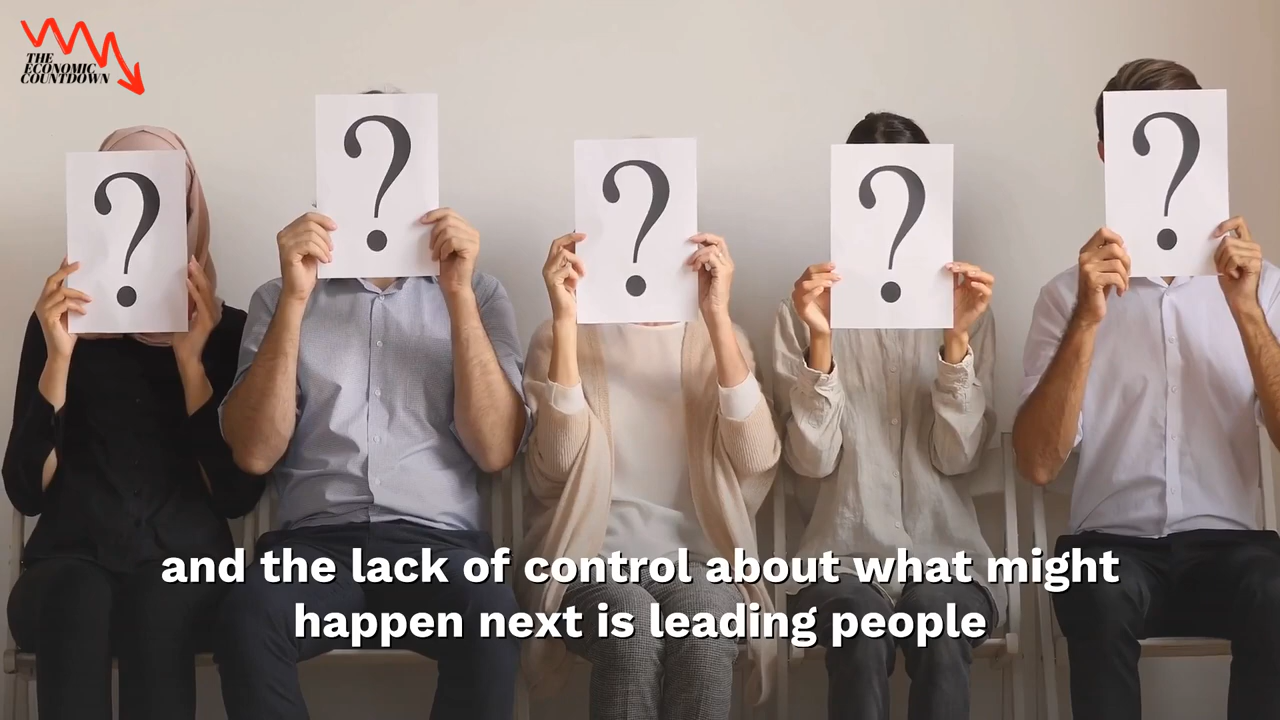 THE
ECONOMIC
COUNTDOWN
? ? ? ? ?
and the lack of control about what might
happen next is leading people